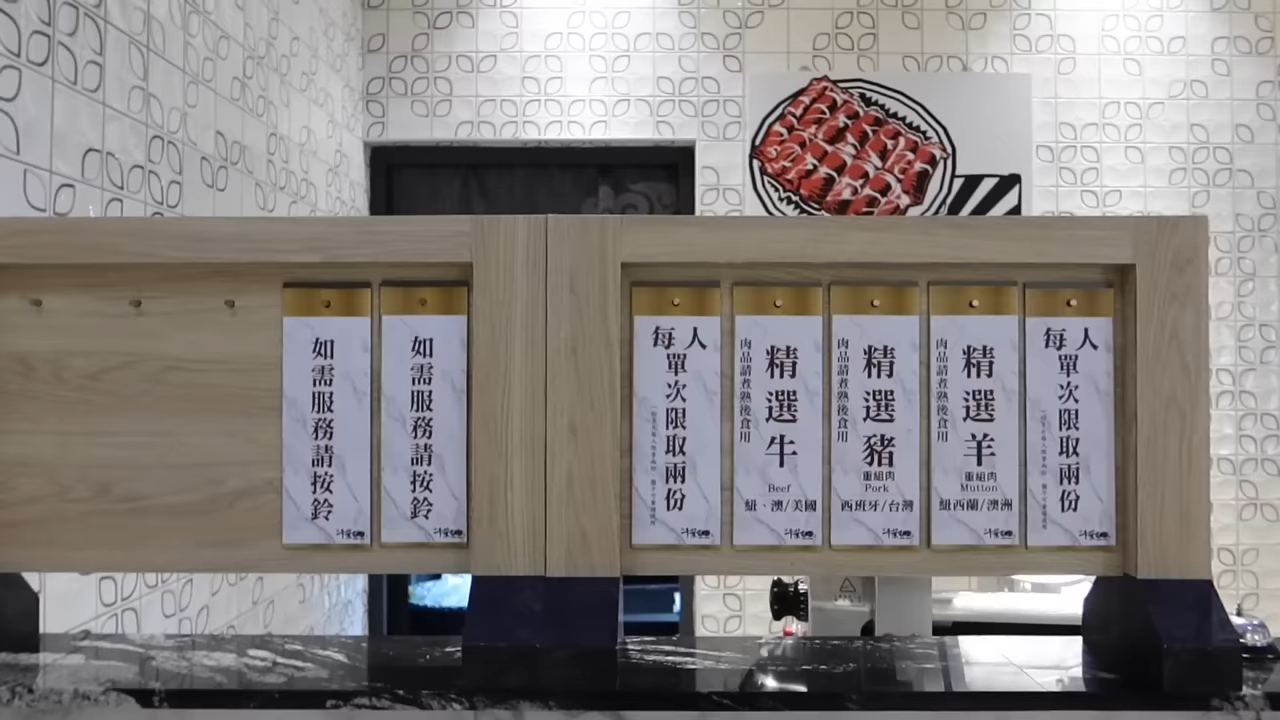 如需服務請按鈴
如需服務請按鈴
每人
單次限取兩份
肉品請煮熟後食用
精選牛
Beef
紐、澳/美國
肉品請煮熟後食用
精選豬
重組肉
Pork
西班牙/台灣
肉品請煮熟後食用
精選羊
重組肉
Mutton
紐西蘭/澳洲
每人
單次限取兩份